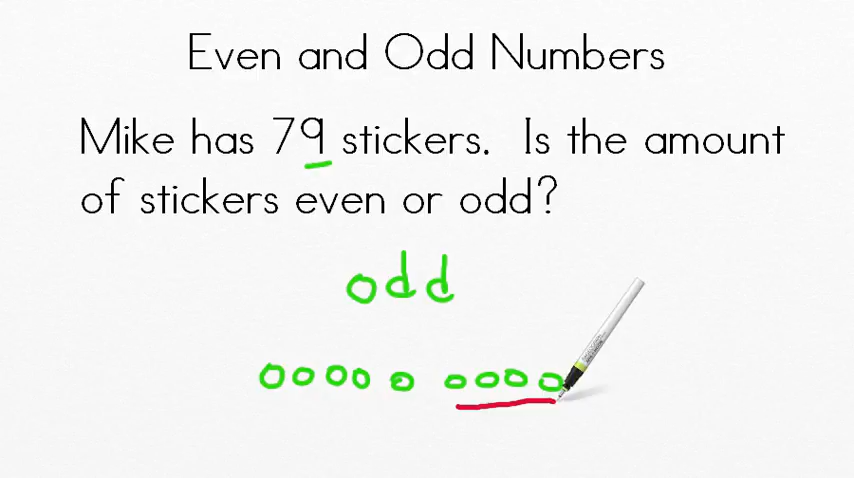 Even and Odd Numbers
Mike has 79 stickers. Is the amount
of stickers even or odd?
odd